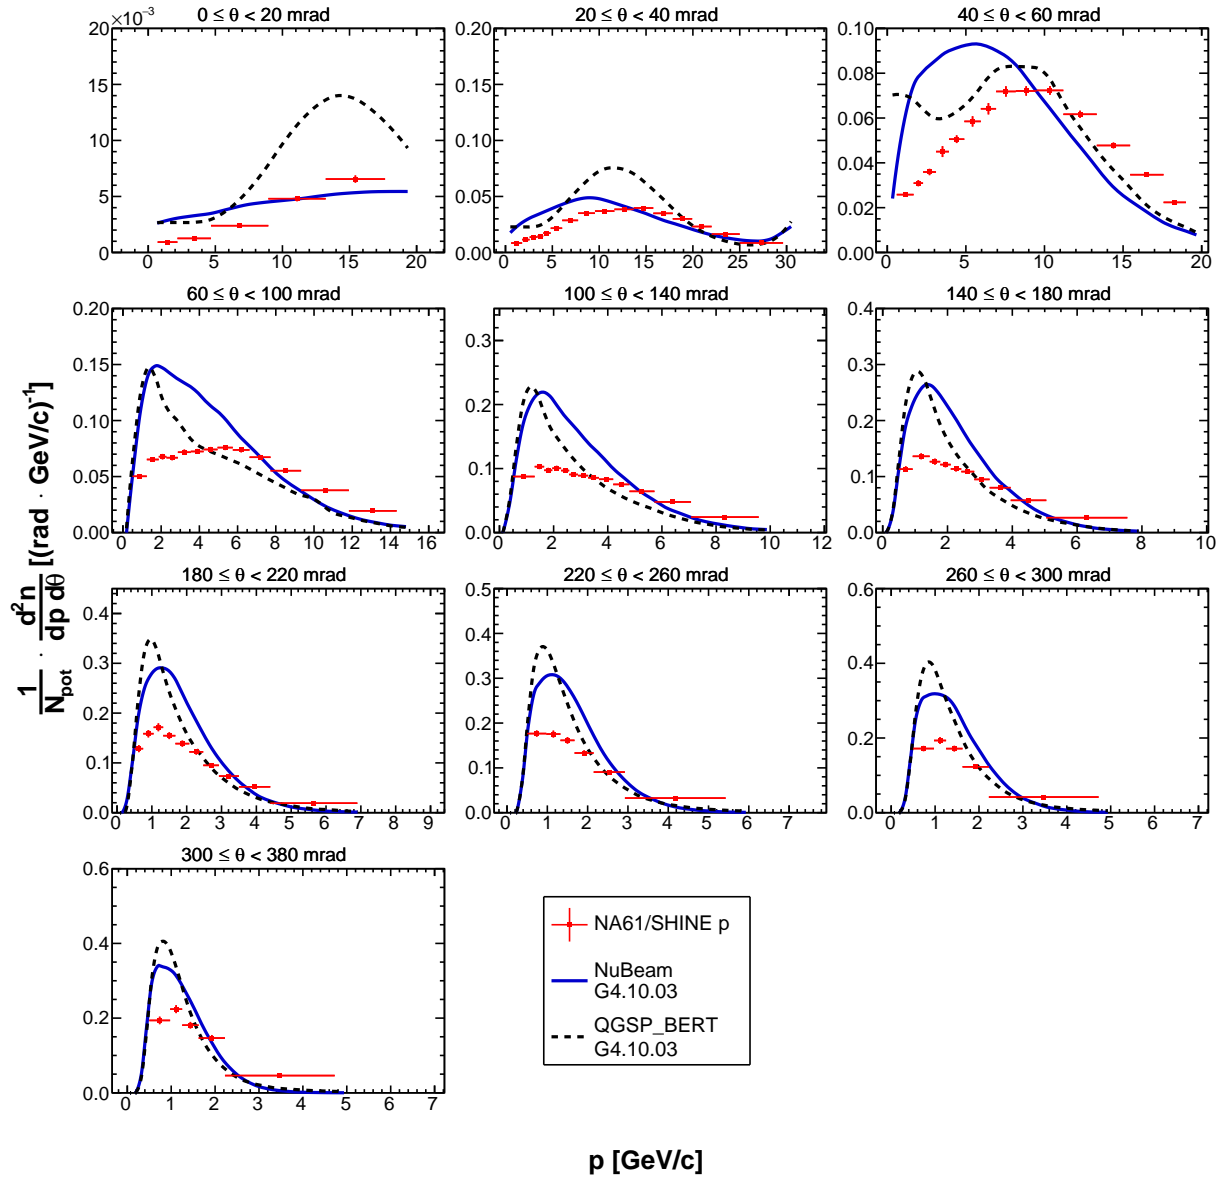 ×10⁻³
0 ≤ θ < 20 mrad
20
15
10
5
0
0 5 10 15 20
20 ≤ θ < 40 mrad
0.20
0.15
0.10
0.05
0.00
0 5 10 15 20 25 30
40 ≤ θ < 60 mrad
0.10
0.08
0.06
0.04
0.02
0.00
0 5 10 15 20
60 ≤ θ < 100 mrad
0.20
0.15
0.10
0.05
0.00
0 2 4 6 8 10 12 14 16
100 ≤ θ < 140 mrad
0.3
0.2
0.1
0.0
0 2 4 6 8 10 12
140 ≤ θ < 180 mrad
0.4
0.3
0.2
0.1
0.0
0 2 4 6 8 10
180 ≤ θ < 220 mrad
0.4
0.3
0.2
0.1
0.0
0 1 2 3 4 5 6 7 8 9
220 ≤ θ < 260 mrad
0.5
0.4
0.3
0.2
0.1
0.0
0 1 2 3 4 5 6 7
260 ≤ θ < 300 mrad
0.6
0.4
0.2
0.0
0 1 2 3 4 5 6 7
300 ≤ θ < 380 mrad
0.6
0.4
0.2
0.0
0 1 2 3 4 5 6 7
1/N_pot · d²n/dp dθ [(rad · GeV/c)⁻¹]
NA61/SHINE p
NuBeam
G4.10.03
QGSP_BERT
G4.10.03
p [GeV/c]